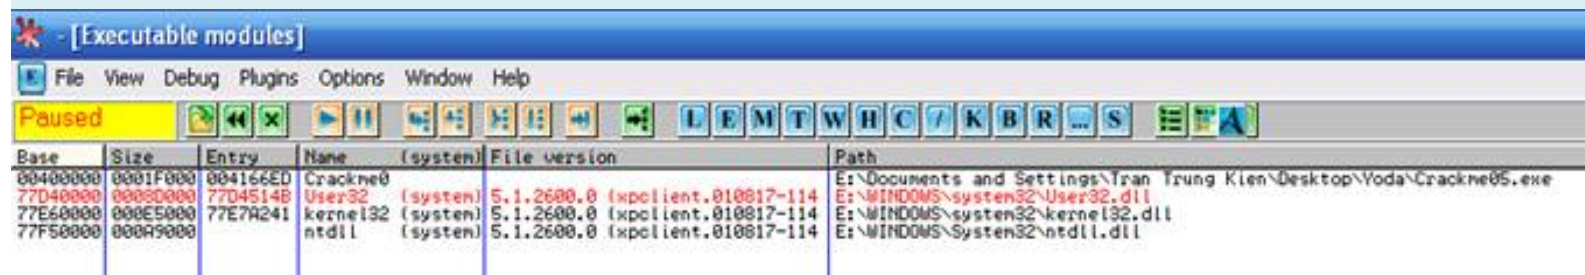 - [Executable modules]
E File View Debug Plugins Options Window Help
Paused L E M T W H C / K B R ... S A
Base Size Entry Name (system) File version Path
00400000 0001F000 004166ED Crackme0 E:\Documents and Settings\Tran Trung Kien\Desktop\Yoda\Crackme05.exe
77D40000 0008D000 77D4514B User32 (system) 5.1.2600.0 (xpclient.010817-114 E:\WINDOWS\system32\User32.dll
77E60000 000E5000 77E7A241 kernel32 (system) 5.1.2600.0 (xpclient.010817-114 E:\WINDOWS\system32\kernel32.dll
77F50000 000A9000 ntdll (system) 5.1.2600.0 (xpclient.010817-114 E:\WINDOWS\System32\ntdll.dll